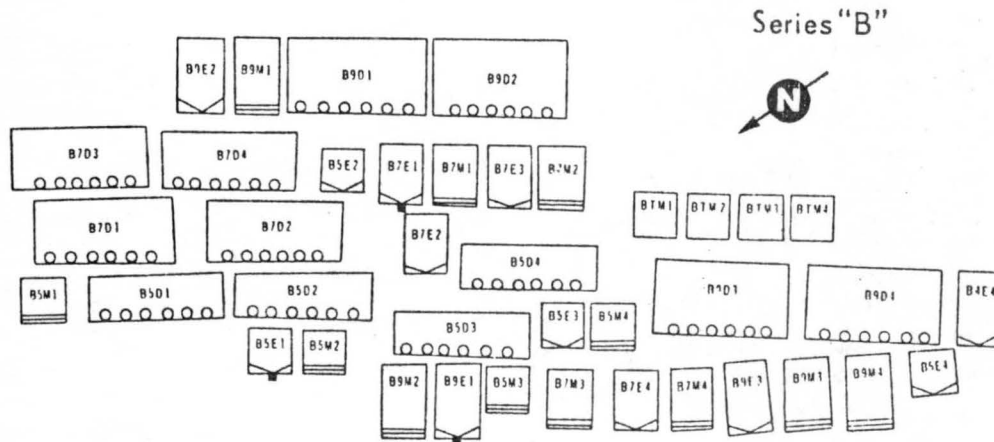 Series "B"
N
B9E2 B9M1 B9D1 B9D2
B7D3 B7D4 B5E2 B7E1 B7M1 B7E3 B7M2
BTM1 BTM2 BTM3 BTM4
B7D1 B7D2 B7E2
B5D4
B5M1 B5D1 B5D2 B9D3 B9D4 B4E4
B5D3 B5E3 B5M4
B5E1 B5M2
B9M2 B9E1 B5M3 B7M3 B7E4 B7M4 B9E3 B9M3 B9M4 B5E4